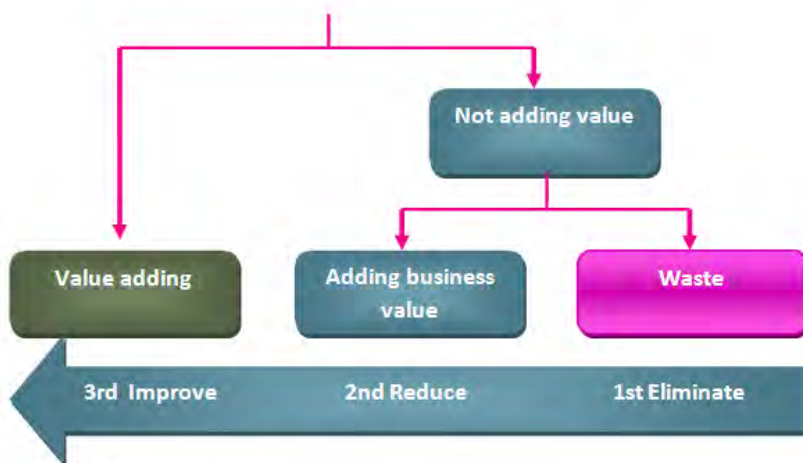 Not adding value
Value adding
Adding business
value
Waste
3rd Improve
2nd Reduce
1st Eliminate